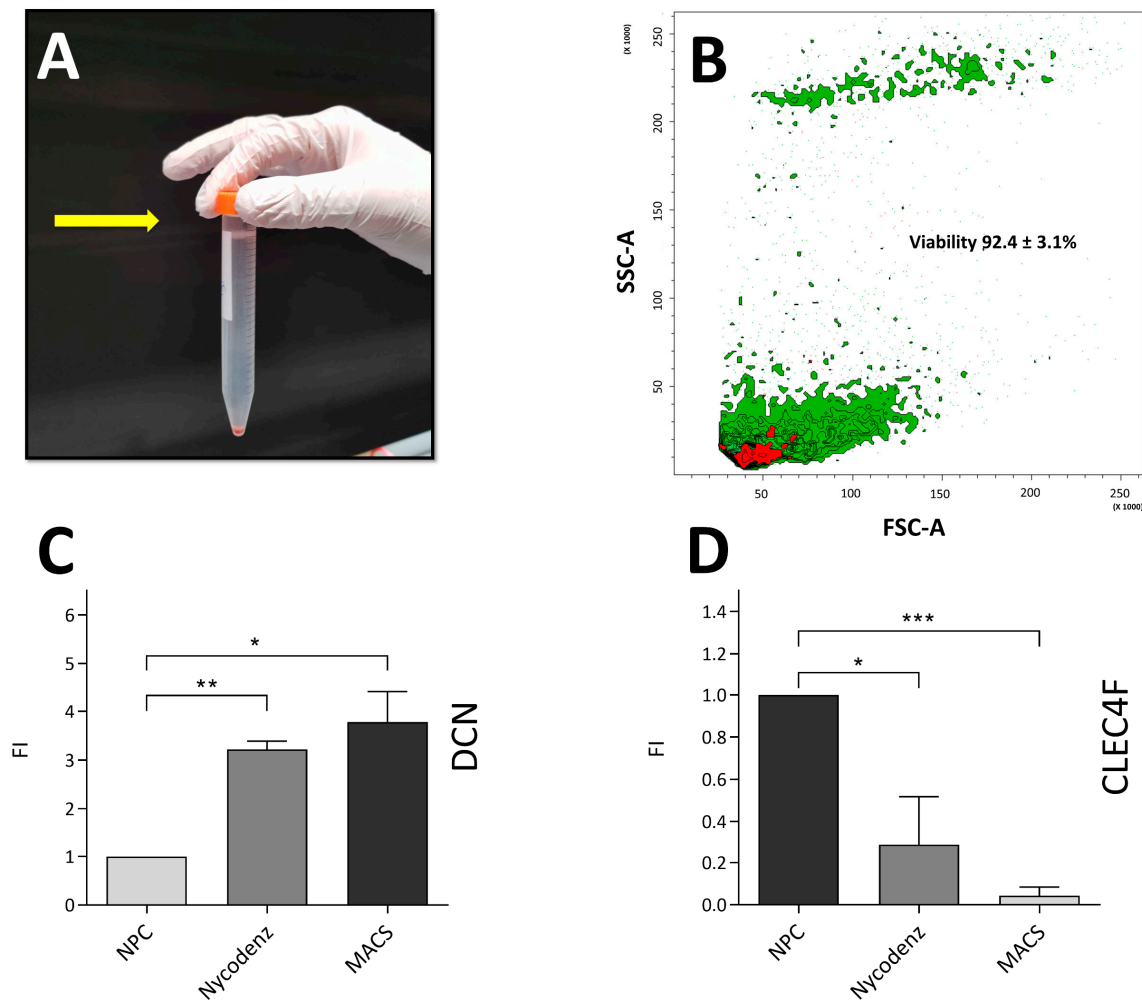 A
B
(X 1000)
250
200
150
100
50
SSC-A
Viability 92.4 ± 3.1%
50
100
150
200
250
(X 1000)
FSC-A
C
6
5
4
3
2
1
0
FI
*
**
DCN
NPC
Nycodenz
MACS
D
1.4
1.2
1.0
0.8
0.6
0.4
0.2
0.0
FI
***
*
CLEC4F
NPC
Nycodenz
MACS